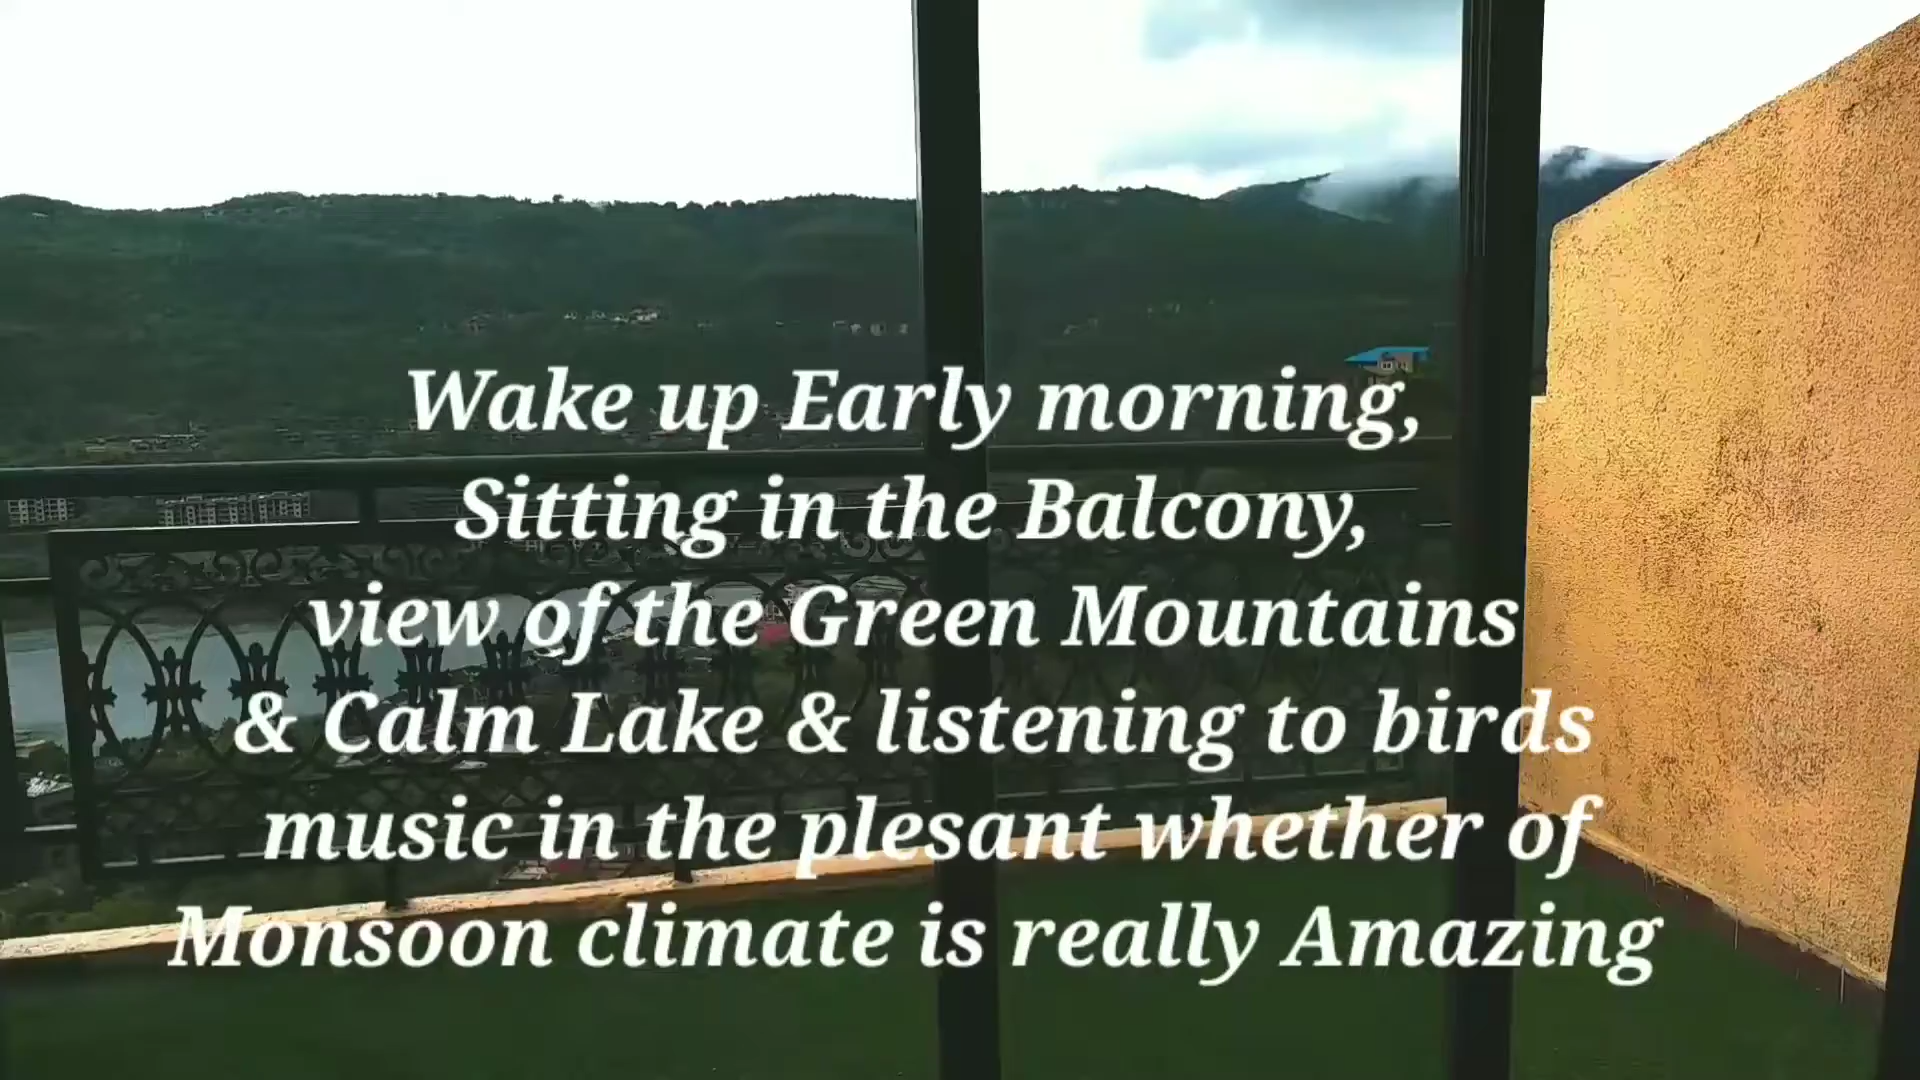 Wake up Early morning,
Sitting in the Balcony,
view of the Green Mountains
& Calm Lake & listening to birds
music in the plesant whether of
Monsoon climate is really Amazing